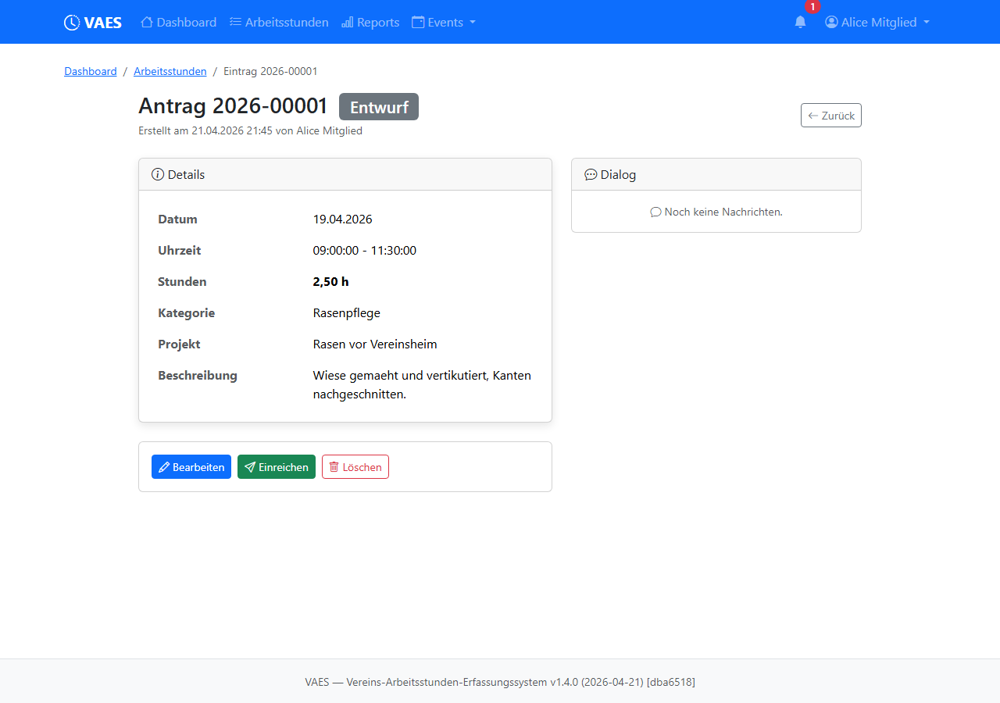 VAES Dashboard Arbeitsstunden Reports Events 1 Alice Mitglied
Dashboard / Arbeitsstunden / Eintrag 2026-00001
Antrag 2026-00001 Entwurf
Erstellt am 21.04.2026 21:45 von Alice Mitglied
← Zurück
Details
Datum 19.04.2026
Uhrzeit 09:00:00 - 11:30:00
Stunden 2,50 h
Kategorie Rasenpflege
Projekt Rasen vor Vereinsheim
Beschreibung Wiese gemaeht und vertikutiert, Kanten
nachgeschnitten.
Bearbeiten Einreichen Löschen
Dialog
Noch keine Nachrichten.
VAES — Vereins-Arbeitsstunden-Erfassungssystem v1.4.0 (2026-04-21) [dba6518]